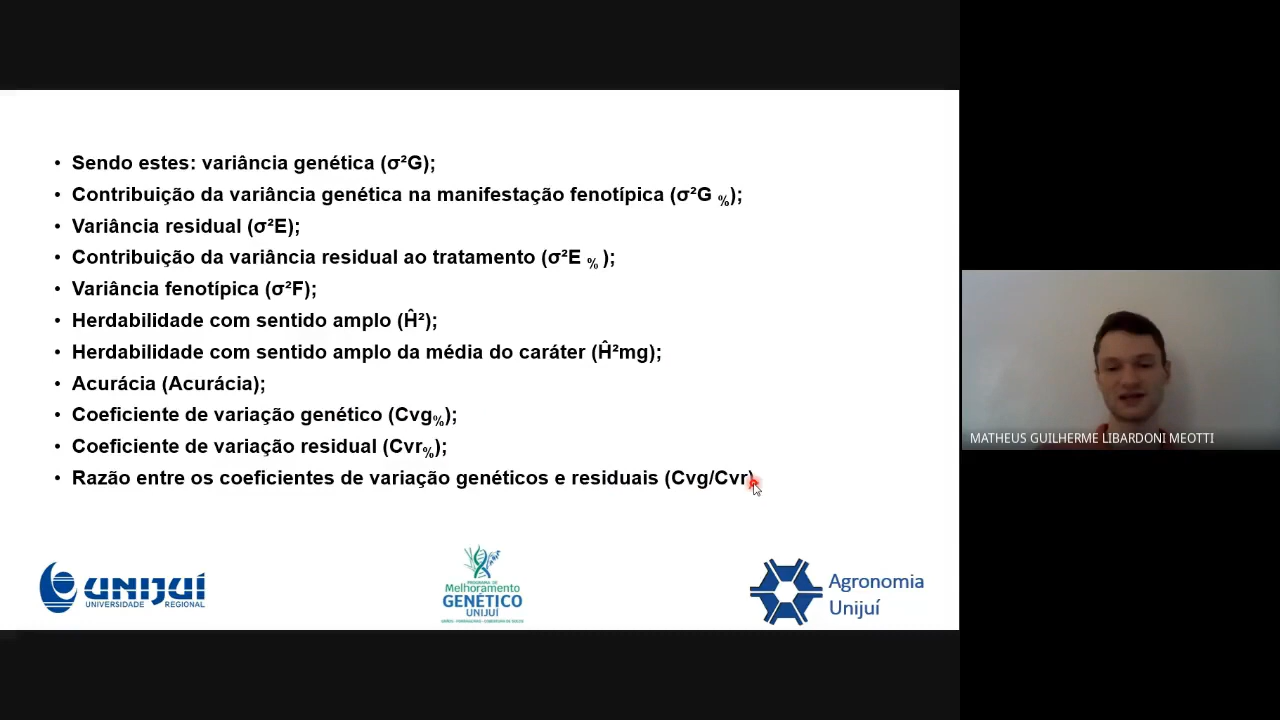 • Sendo estes: variância genética (σ²G);
• Contribuição da variância genética na manifestação fenotípica (σ²G %);
• Variância residual (σ²E);
• Contribuição da variância residual ao tratamento (σ²E % );
• Variância fenotípica (σ²F);
• Herdabilidade com sentido amplo (Ĥ²);
• Herdabilidade com sentido amplo da média do caráter (Ĥ²mg);
• Acurácia (Acurácia);
• Coeficiente de variação genético (Cvg%);
• Coeficiente de variação residual (Cvr%);
• Razão entre os coeficientes de variação genéticos e residuais (Cvg/Cvr)
MATHEUS GUILHERME LIBARDONI MEOTTI
UNIJUÍ
UNIVERSIDADE REGIONAL
PROGRAMA DE
Melhoramento
GENÉTICO
UNIJUÍ
Agronomia
Unijuí